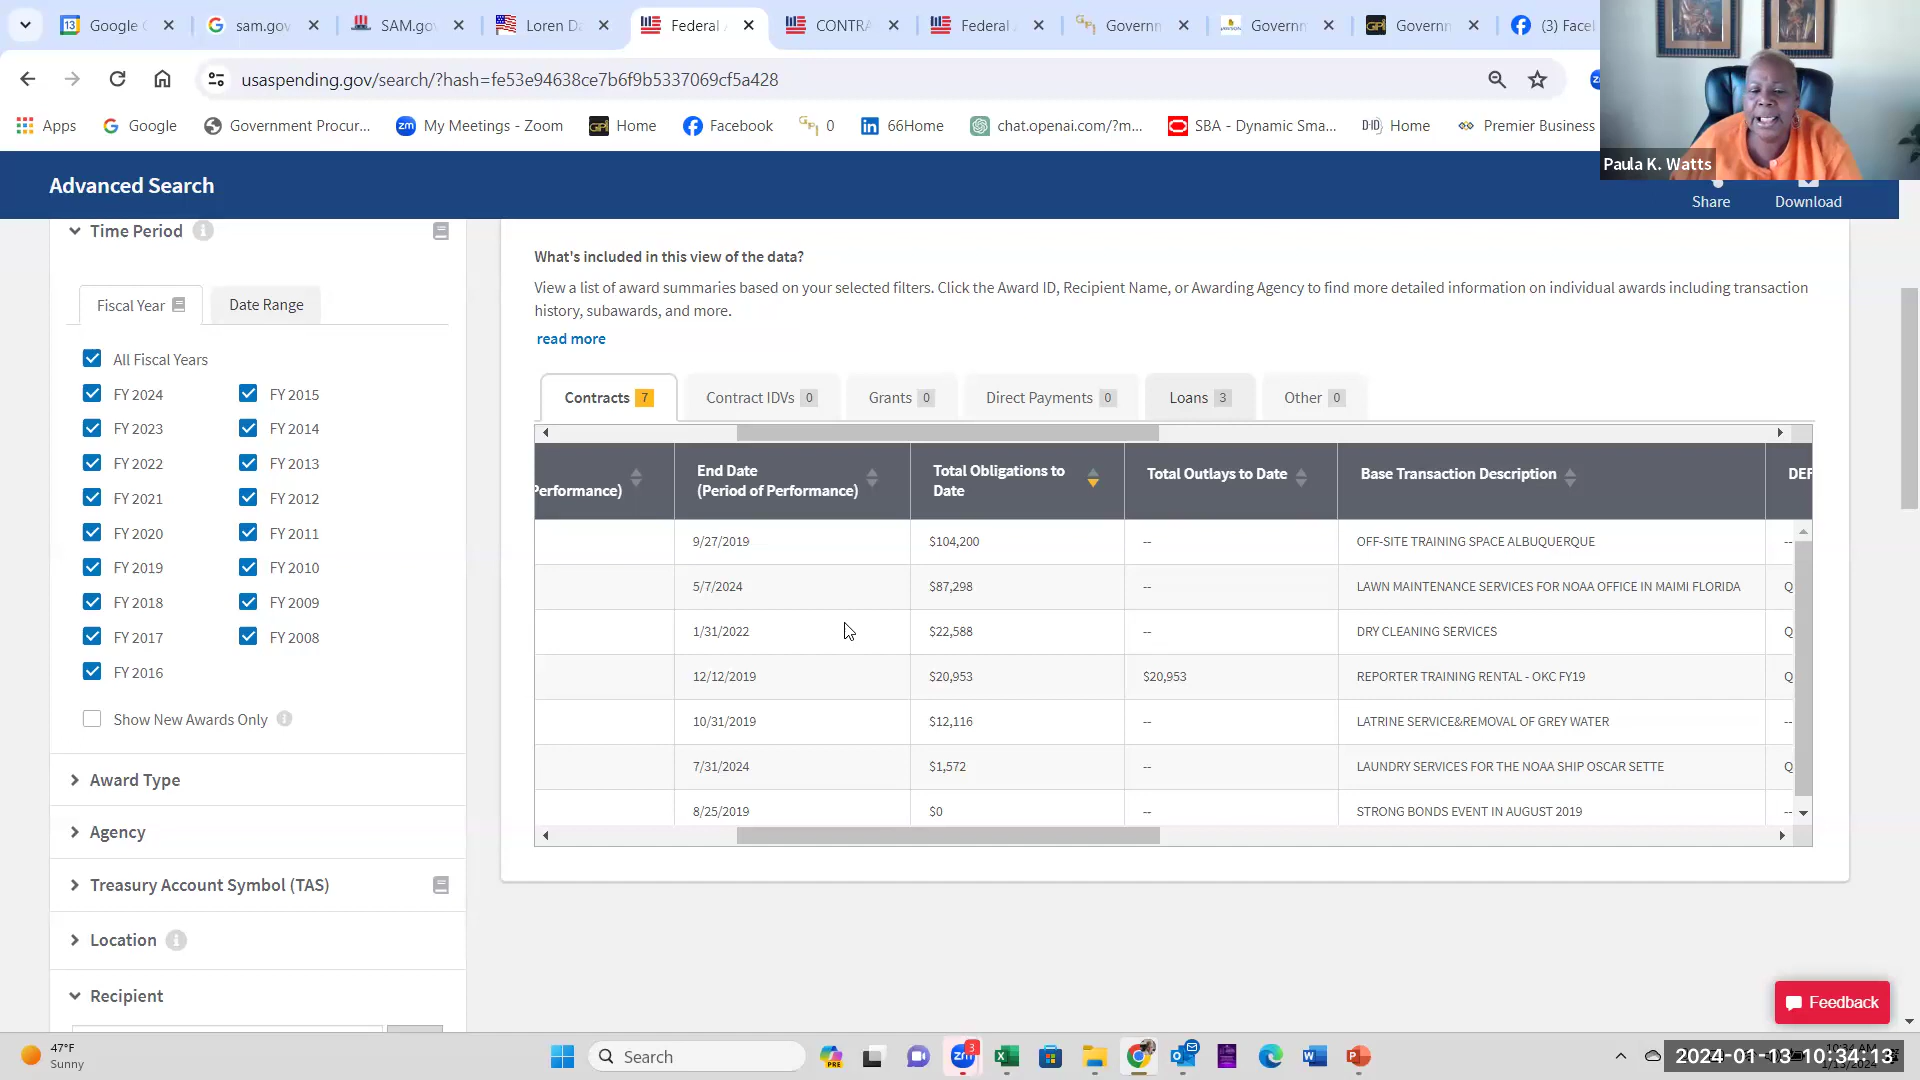 Google C
sam.gov
SAM.gov
Loren Da
Federal
CONTRA
Federal A
Governm
Governm
Governm
(3) Face
usaspending.gov/search/?hash=fe53e94638ce7b6f9b5337069cf5a428
Apps
Google
Government Procur...
My Meetings - Zoom
Home
Facebook
0
66Home
chat.openai.com/?m...
SBA - Dynamic Sma...
Home
Premier Business
Paula K. Watts
Advanced Search
Share
Download
Time Period
Fiscal Year
Date Range
All Fiscal Years
FY 2024
FY 2015
FY 2023
FY 2014
FY 2022
FY 2013
FY 2021
FY 2012
FY 2020
FY 2011
FY 2019
FY 2010
FY 2018
FY 2009
FY 2017
FY 2008
FY 2016
Show New Awards Only
Award Type
Agency
Treasury Account Symbol (TAS)
Location
Recipient
What's included in this view of the data?
View a list of award summaries based on your selected filters. Click the Award ID, Recipient Name, or Awarding Agency to find more detailed information on individual awards including transaction
history, subawards, and more.
read more
Contracts 7
Contract IDVs 0
Grants 0
Direct Payments 0
Loans 3
Other 0
Performance)
End Date
(Period of Performance)
Total Obligations to
Date
Total Outlays to Date
Base Transaction Description
DEF
9/27/2019 $104,200 -- OFF-SITE TRAINING SPACE ALBUQUERQUE --
5/7/2024 $87,298 -- LAWN MAINTENANCE SERVICES FOR NOAA OFFICE IN MAIMI FLORIDA Q
1/31/2022 $22,588 -- DRY CLEANING SERVICES Q
12/12/2019 $20,953 $20,953 REPORTER TRAINING RENTAL - OKC FY19 Q
10/31/2019 $12,116 -- LATRINE SERVICE&REMOVAL OF GREY WATER --
7/31/2024 $1,572 -- LAUNDRY SERVICES FOR THE NOAA SHIP OSCAR SETTE Q
8/25/2019 $0 -- STRONG BONDS EVENT IN AUGUST 2019 --
Feedback
47°F
Sunny
Search
2024-01-13 10:34:13